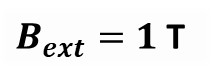 B_ext = 1 T